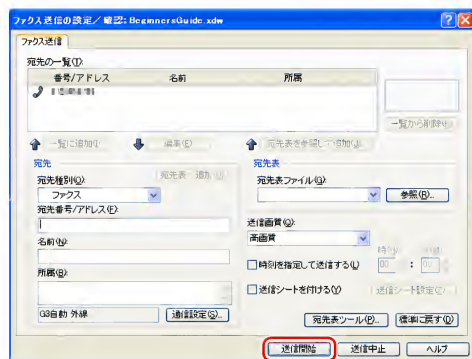 ファクス送信の設定/確認: BeginnersGuide.xdw
ファクス送信
宛先の一覧(I):
番号/アドレス 名前 所属
一覧から削除
一覧に追加 編集(E) 宛先表を参照して追加
宛先
宛先種別(Q):
ファクス
宛先番号/アドレス(F):
名前(N):
所属(B):
G3自動 外線 通信設定(S)...
宛先表
宛先表ファイル(G):
参照(R)...
送信画質(G):
高画質
時刻を指定して送信する(L) 00 : 00
送信シートを付ける(Y) 送信シート設定
宛先表ツール(P)... 標準に戻す(D)
送信開始 送信中止 ヘルプ